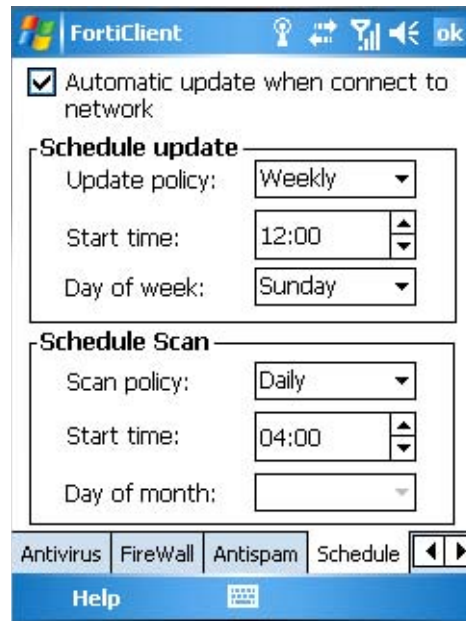 FortiClient ok
Automatic update when connect to
network
Schedule update
Update policy: Weekly
Start time: 12:00
Day of week: Sunday
Schedule Scan
Scan policy: Daily
Start time: 04:00
Day of month:
Antivirus FireWall Antispam Schedule
Help